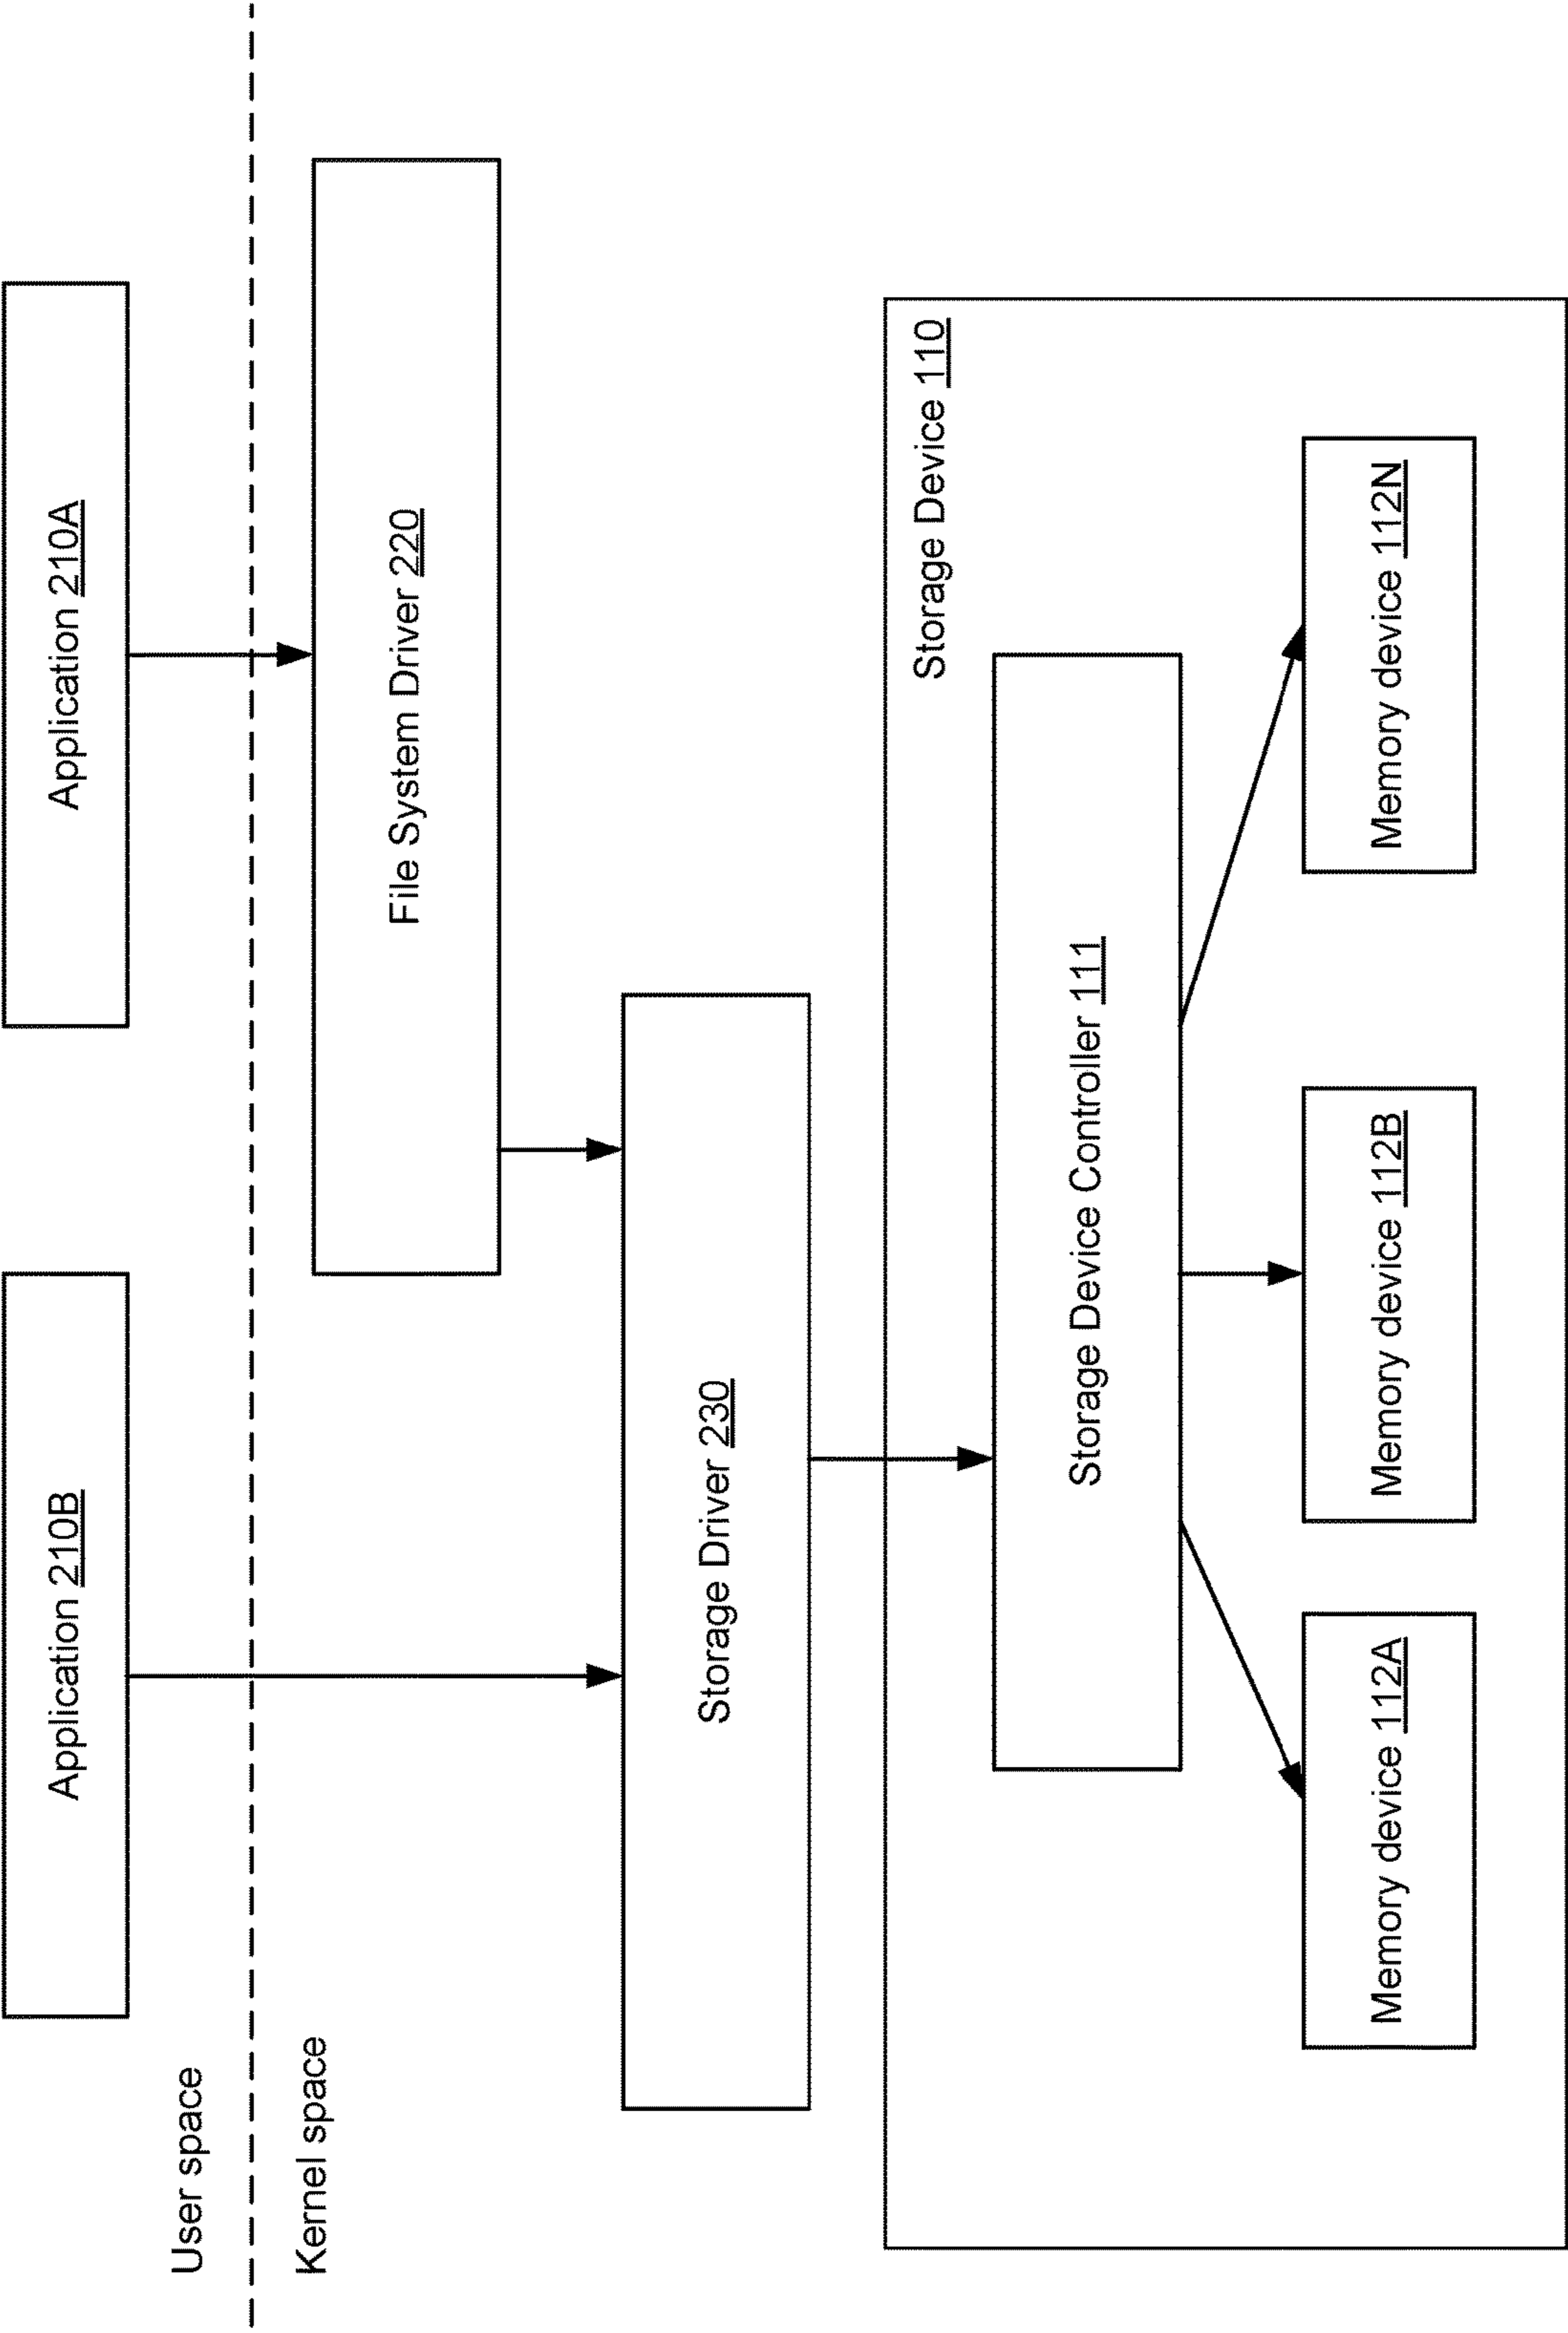 Application 210B
Application 210A
User space
Kernel space
File System Driver 220
Storage Driver 230
Storage Device 110
Storage Device Controller 111
Memory device 112A
Memory device 112B
Memory device 112N